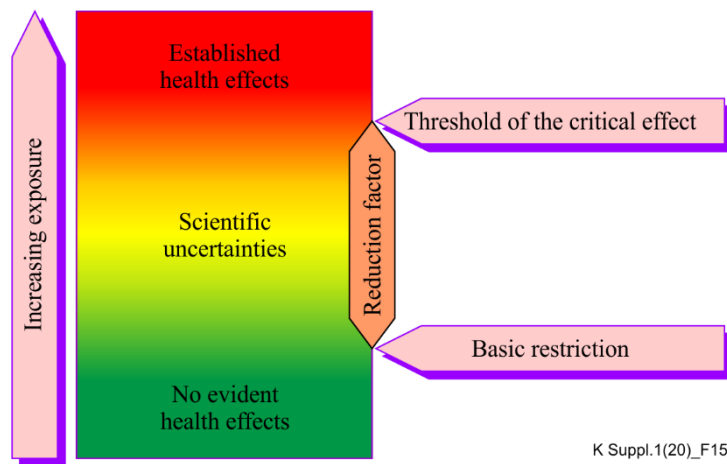 Increasing exposure
Established
health effects
Scientific
uncertainties
No evident
health effects
Reduction factor
Threshold of the critical effect
Basic restriction
K Suppl.1(20)_F15